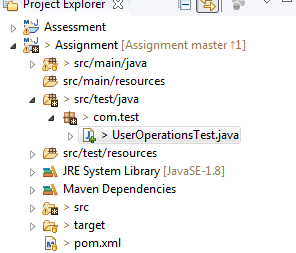 Project Explorer
Assessment
> Assignment [Assignment master ↑1]
> src/main/java
src/main/resources
> src/test/java
> com.test
> UserOperationsTest.java
src/test/resources
JRE System Library [JavaSE-1.8]
Maven Dependencies
> src
> target
> pom.xml